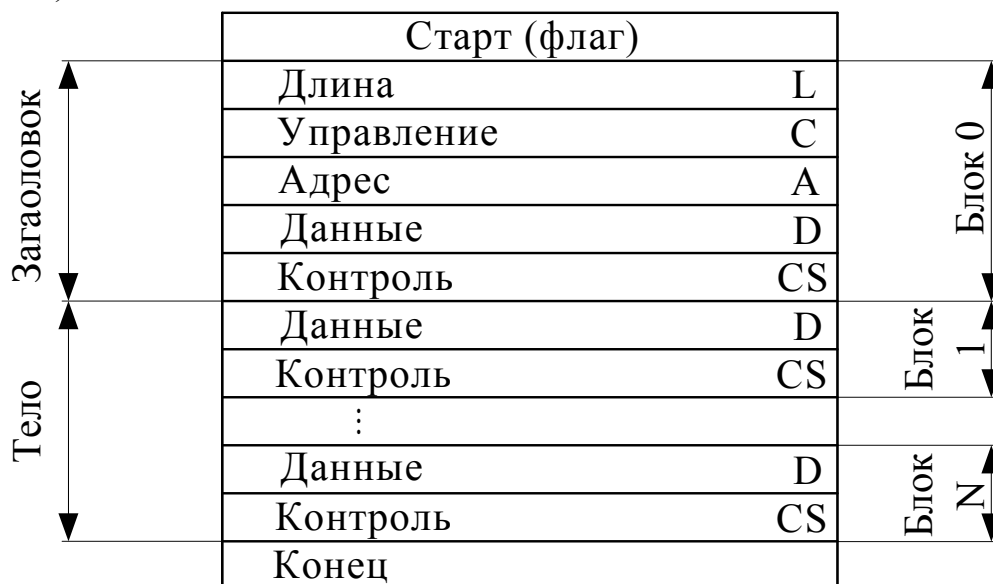 Старт (флаг)
Длина L
Управление C
Адрес A
Данные D
Контроль CS
Данные D
Контроль CS
⋮
Данные D
Контроль CS
Конец
Загаоловок
Тело
Блок 0
Блок
1
Блок
N